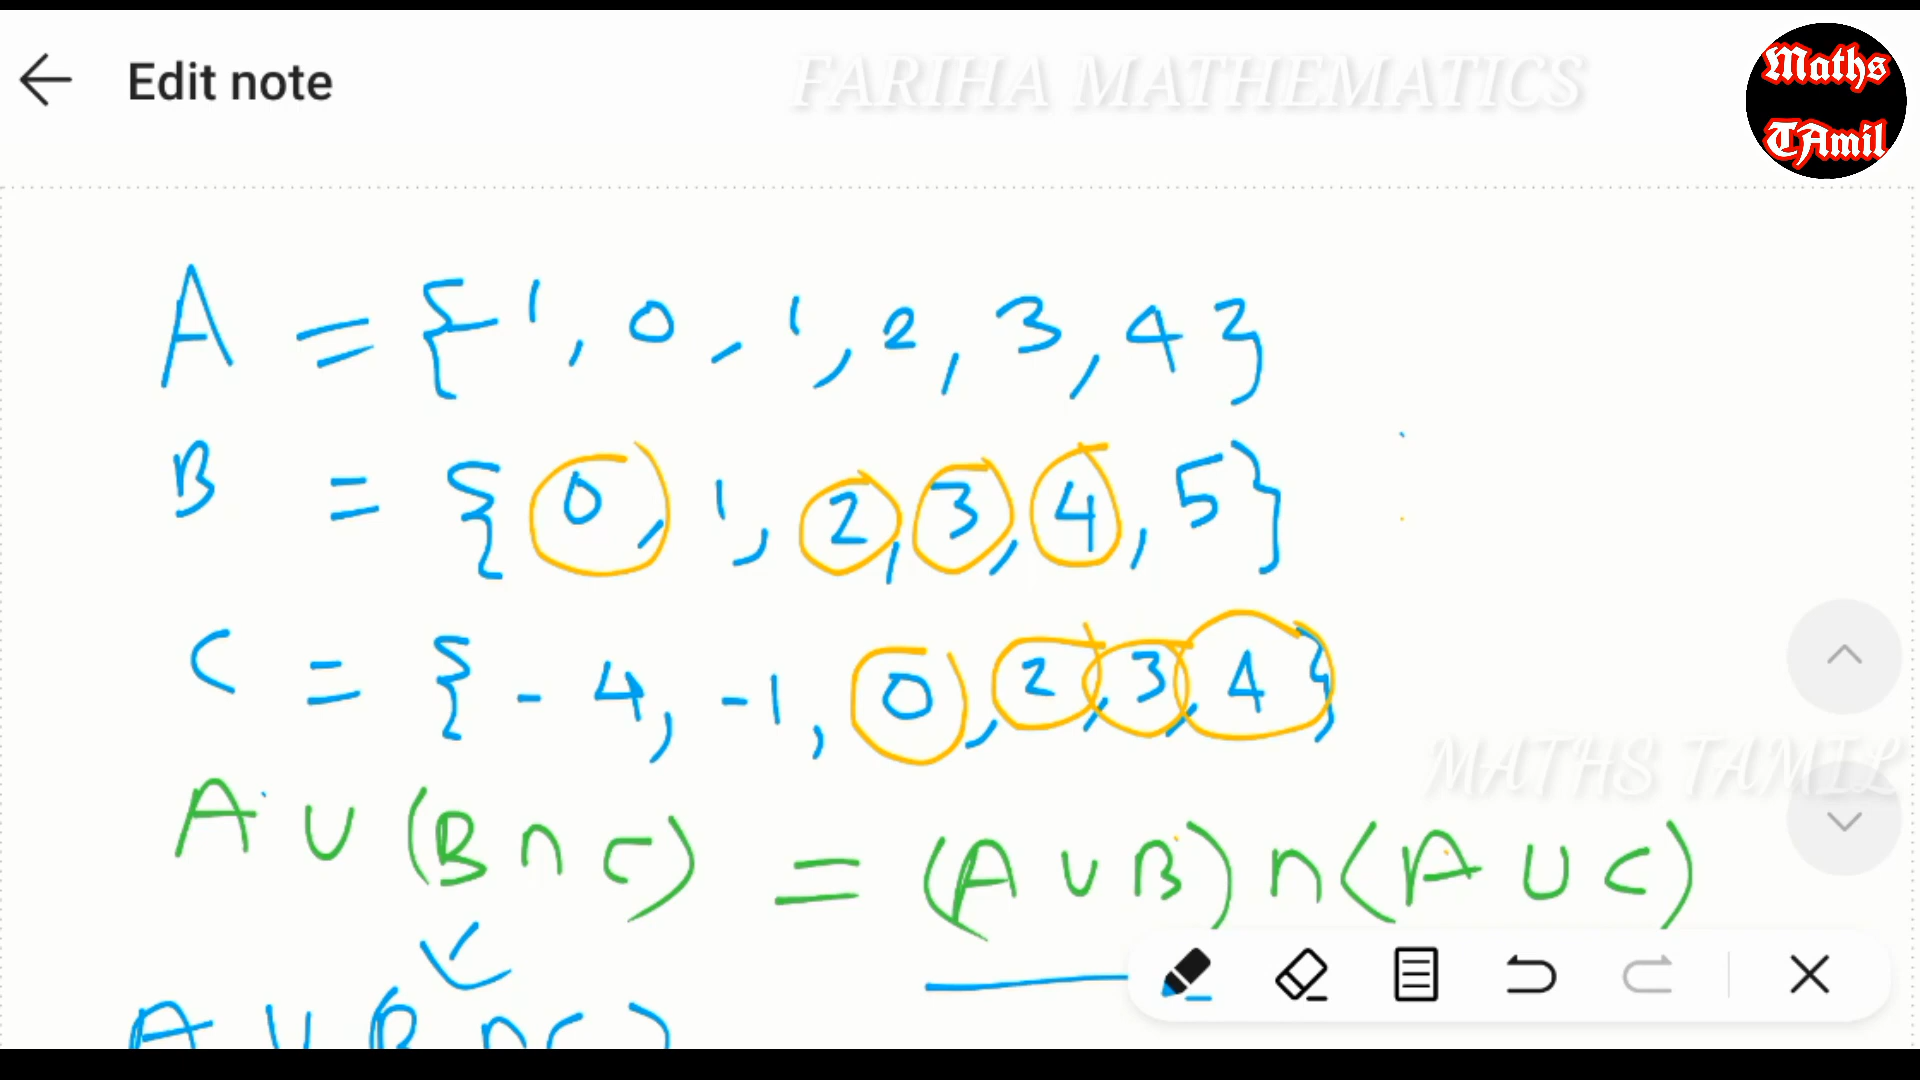 Edit note
FARIHA MATHEMATICS
Maths
TAmil
A = {-1, 0, 1, 2, 3, 4}
B = {0, 1, 2, 3, 4, 5}
C = {-4, -1, 0, 2, 3, 4}
MATHS TAMIL
A ∪ (B ∩ C) = (A ∪ B) ∩ (A ∪ C)
A ∪ (B ∩ C)